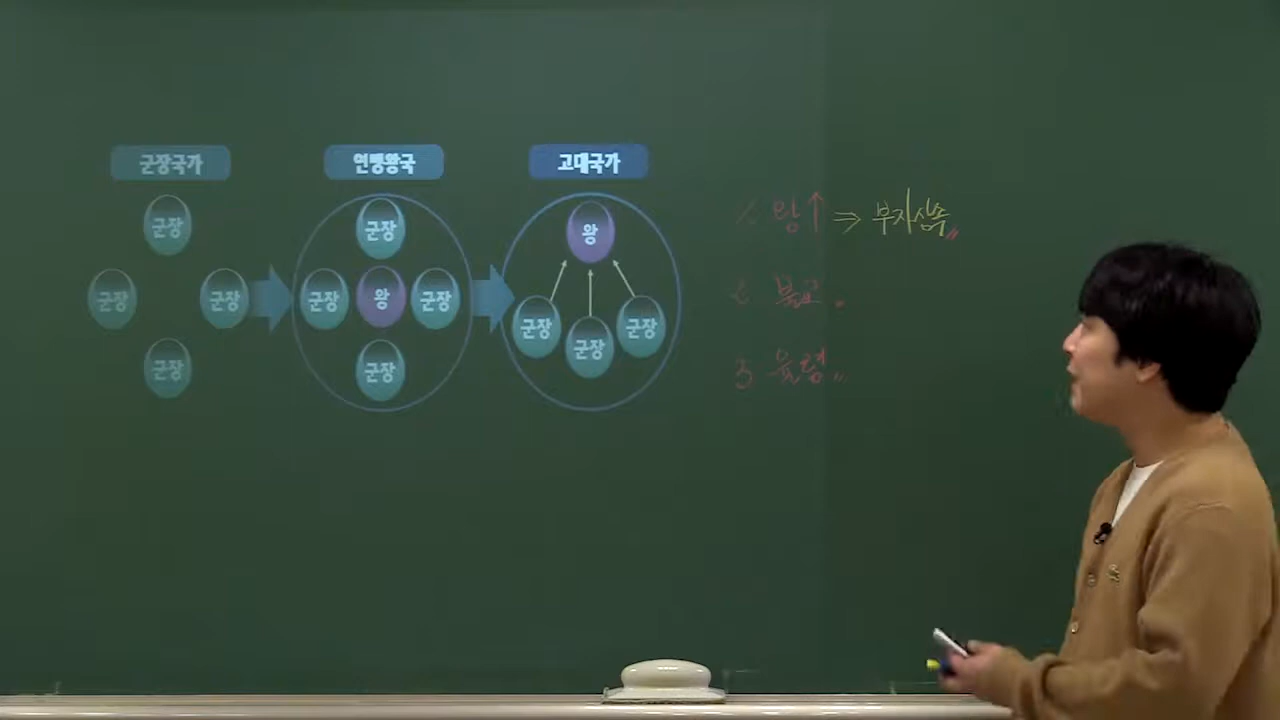 군장국가
군장
군장
군장
군장
연맹왕국
군장
군장
왕
군장
군장
고대국가
왕
군장
군장
군장
1. 왕↑ ⇒ 부자상속
2. 불교
3. 율령